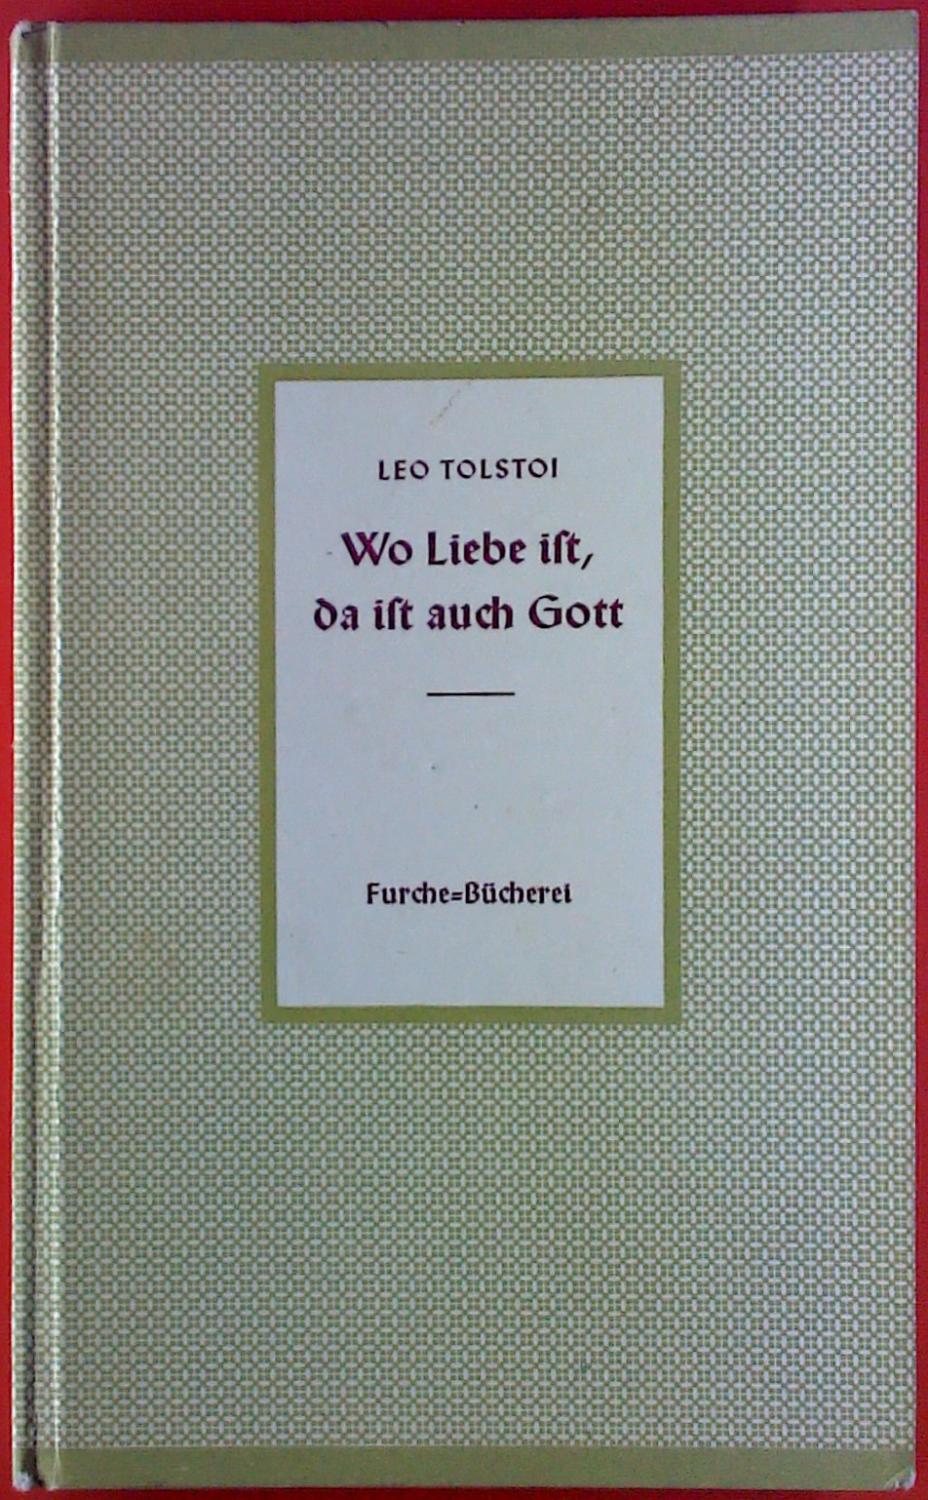 LEO TOLSTOI
Wo Liebe iſt,
da iſt auch Gott
Furche=Bücherei